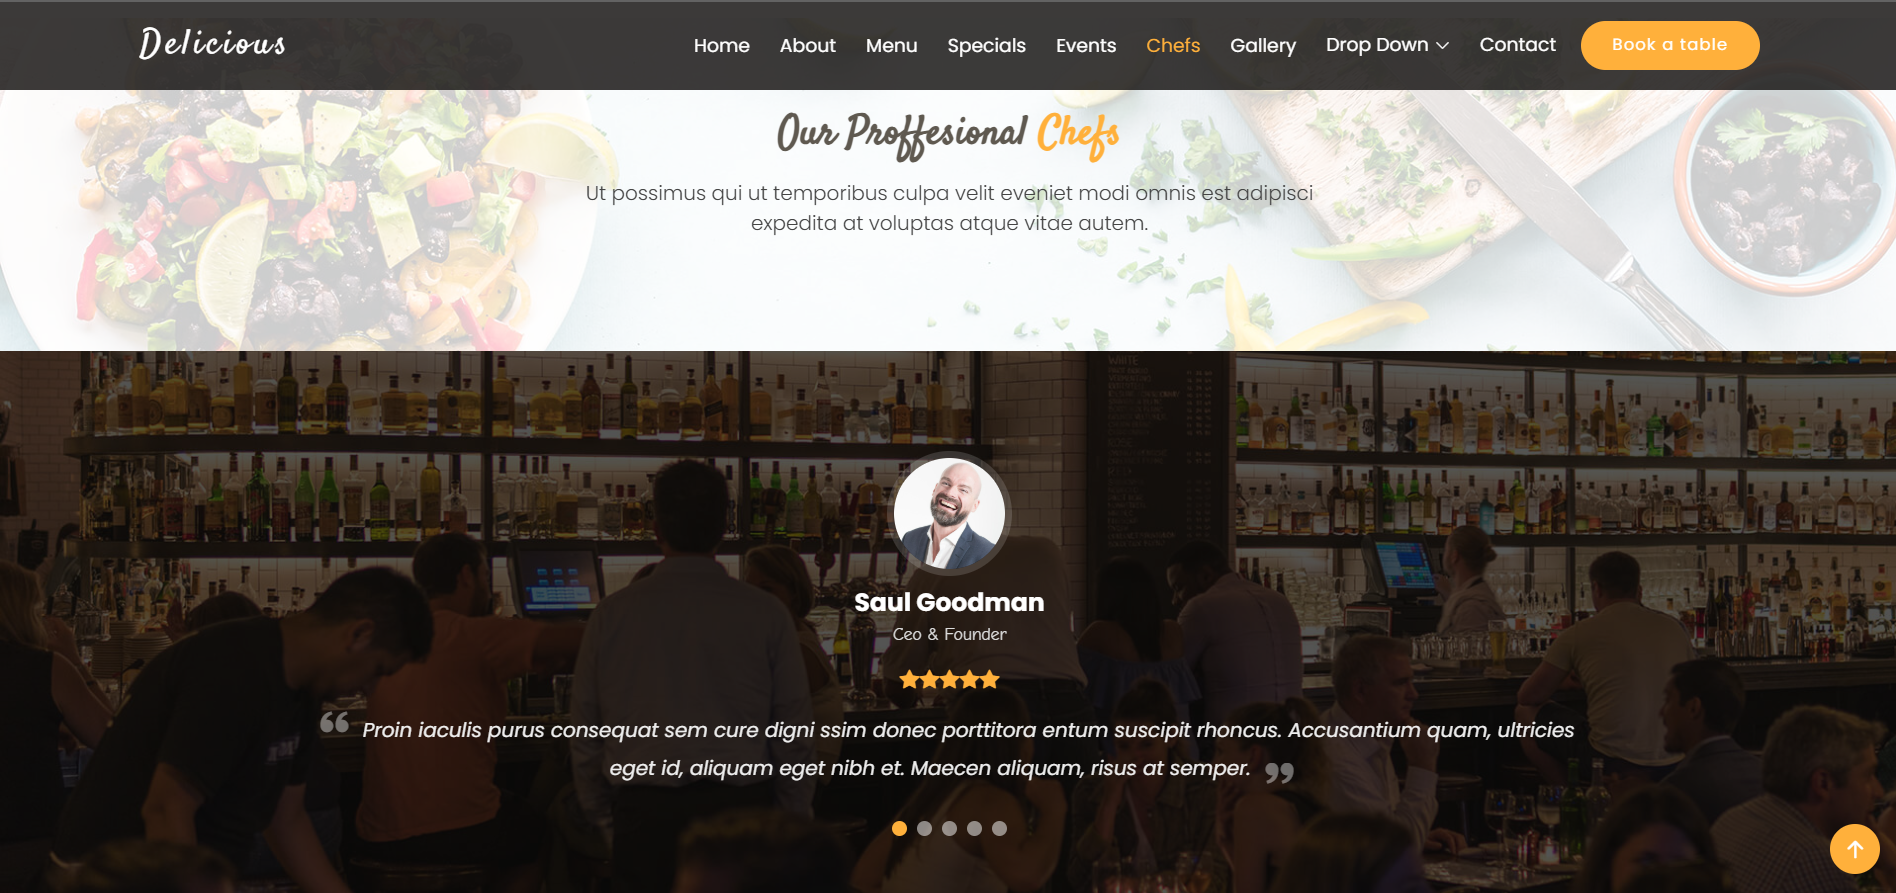 Delicious
Home About Menu Specials Events Chefs Gallery Drop Down Contact Book a table
Our Proffesional Chefs
Ut possimus qui ut temporibus culpa velit eveniet modi omnis est adipisci
expedita at voluptas atque vitae autem.
WHITE
Saul Goodman
Ceo & Founder
Proin iaculis purus consequat sem cure digni ssim donec porttitora entum suscipit rhoncus. Accusantium quam, ultricies
eget id, aliquam eget nibh et. Maecen aliquam, risus at semper.